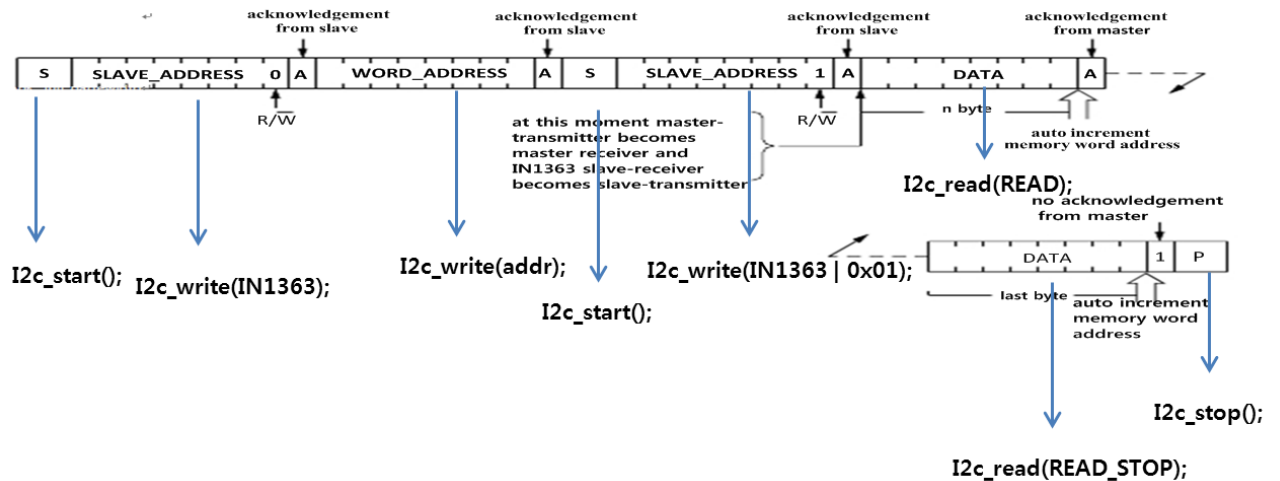 acknowledgement
from slave
acknowledgement
from slave
acknowledgement
from slave
acknowledgement
from master
S
SLAVE_ADDRESS 0
A
WORD_ADDRESS
A
S
SLAVE_ADDRESS 1
A
DATA
A
R/W̅
at this moment master-
transmitter becomes
master receiver and
IN1363 slave-receiver
becomes slave-transmitter
R/W̅
n byte
auto increment
memory word address
I2c_read(READ);
no acknowledgement
from master
I2c_start();
I2c_write(IN1363);
I2c_write(addr);
I2c_start();
I2c_write(IN1363 | 0x01);
DATA
1
P
last byte
auto increment
memory word
address
I2c_stop();
I2c_read(READ_STOP);